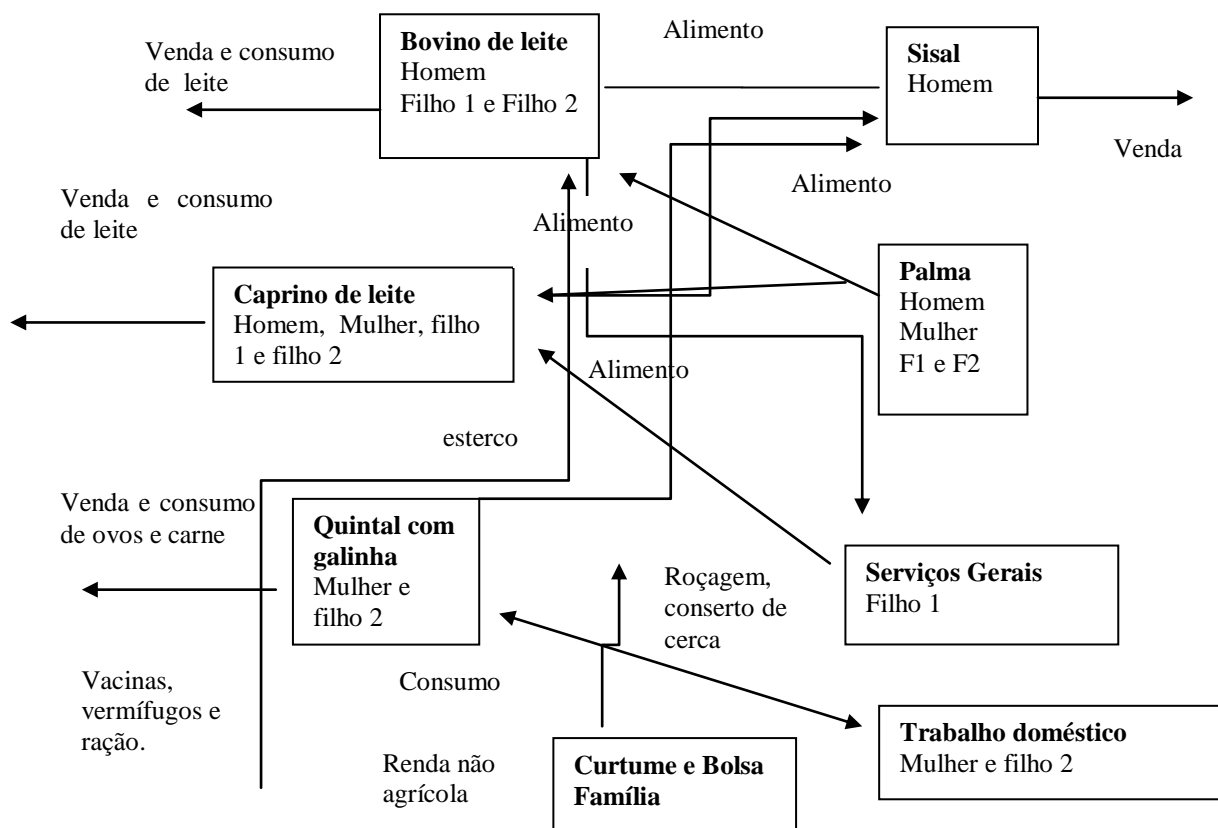 Venda e consumo
de leite
Bovino de leite
Homem
Filho 1 e Filho 2
Alimento
Sisal
Homem
Venda
Alimento
Venda e consumo
de leite
Alimento
Caprino de leite
Homem, Mulher, filho
1 e filho 2
Palma
Homem
Mulher
F1 e F2
Alimento
esterco
Venda e consumo
de ovos e carne
Quintal com
galinha
Mulher e
filho 2
Roçagem,
conserto de
cerca
Serviços Gerais
Filho 1
Vacinas,
vermífugos e
ração.
Consumo
Trabalho doméstico
Mulher e filho 2
Renda não
agrícola
Curtume e Bolsa
Família